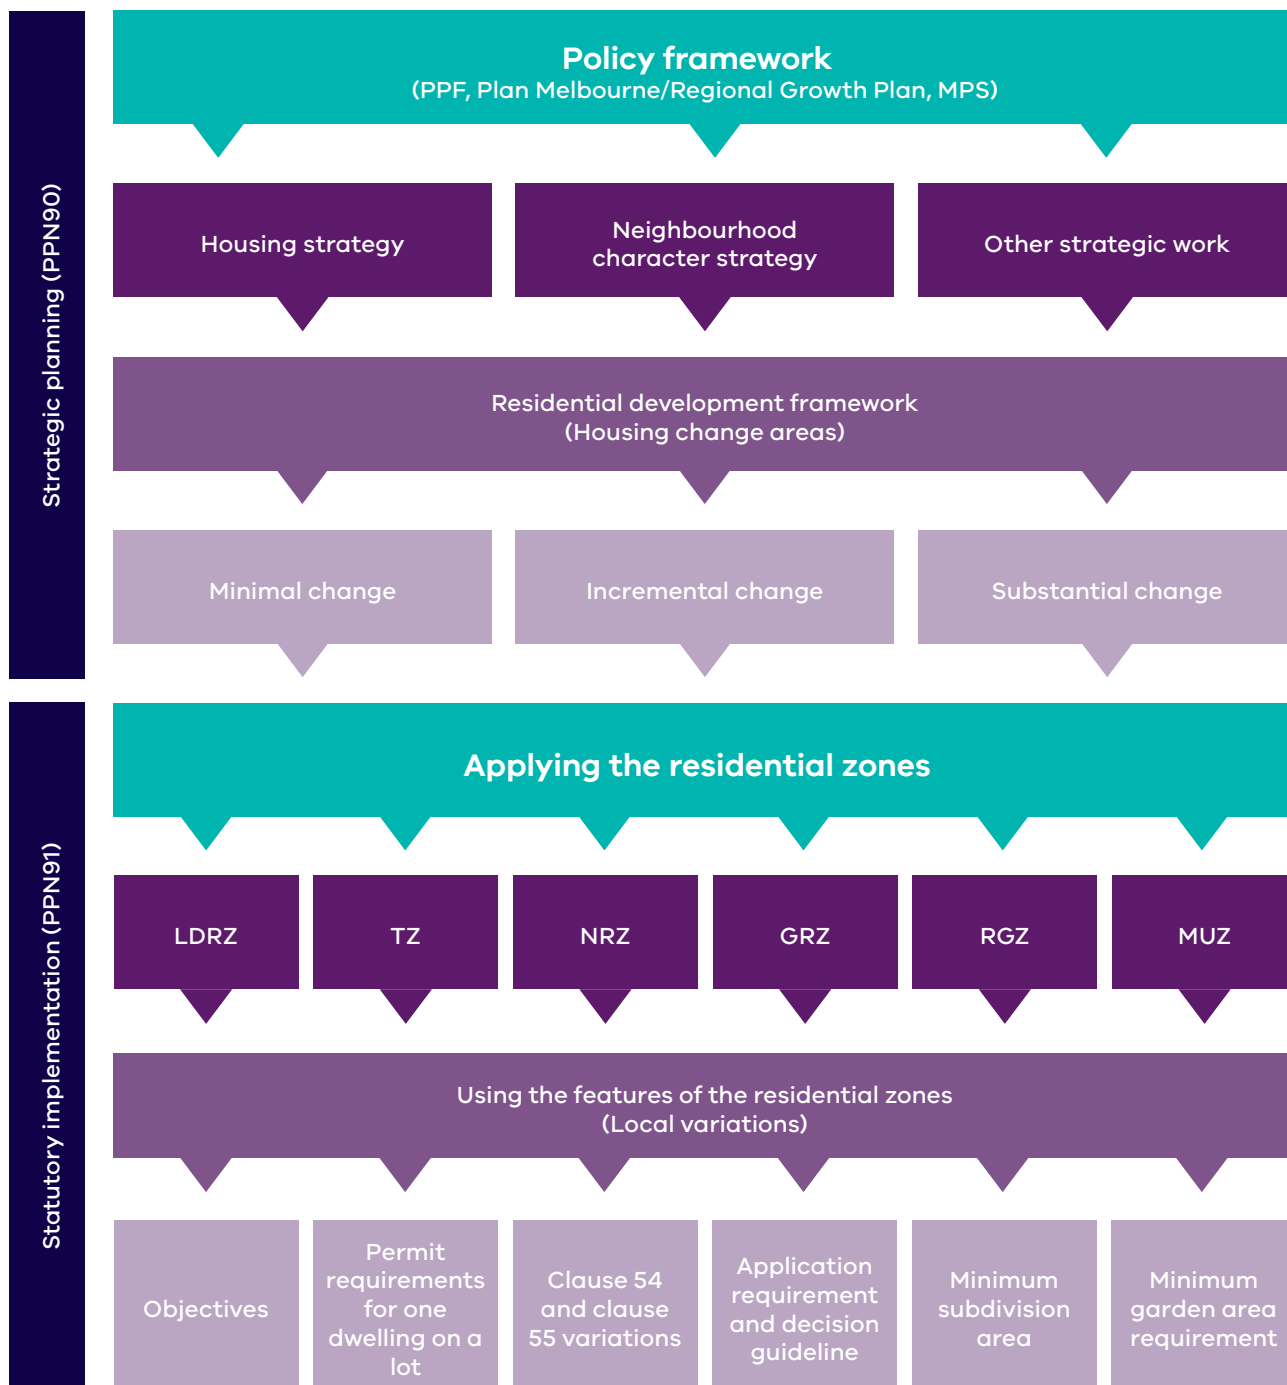 Strategic planning (PPN90)
Policy framework
(PPF, Plan Melbourne/Regional Growth Plan, MPS)
Housing strategy
Neighbourhood
character strategy
Other strategic work
Residential development framework
(Housing change areas)
Minimal change
Incremental change
Substantial change
Statutory implementation (PPN91)
Applying the residential zones
LDRZ
TZ
NRZ
GRZ
RGZ
MUZ
Using the features of the residential zones
(Local variations)
Objectives
Permit
requirements
for one
dwelling on a
lot
Clause 54
and clause
55 variations
Application
requirement
and decision
guideline
Minimum
subdivision
area
Minimum
garden area
requirement